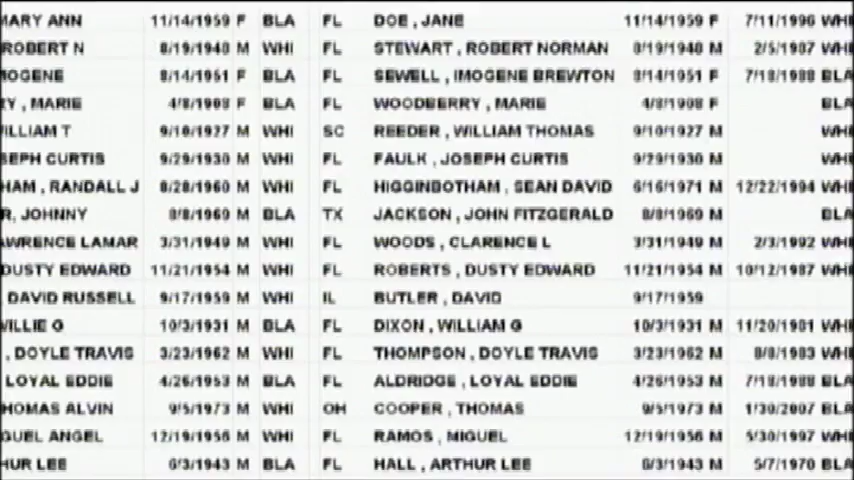 MARY ANN 11/14/1959 F BLA FL DOE , JANE 11/14/1959 F 7/11/1996 WHI
ROBERT N 8/19/1948 M WHI FL STEWART , ROBERT NORMAN 8/19/1948 M 2/5/1987 WHI
MOGENE 8/14/1951 F BLA FL SEWELL , IMOGENE BREWTON 8/14/1951 F 7/18/1988 BLA
RY , MARIE 4/8/1908 F BLA FL WOODBERRY , MARIE 4/8/1908 F BLA
WILLIAM T 9/10/1927 M WHI SC REEDER , WILLIAM THOMAS 9/10/1927 M WHI
SEPH CURTIS 9/29/1930 M WHI FL FAULK , JOSEPH CURTIS 9/29/1930 M WHI
HAM , RANDALL J 8/28/1960 M WHI FL HIGGINBOTHAM , SEAN DAVID 6/16/1971 M 12/22/1994 WHI
R, JOHNNY 8/8/1969 M BLA TX JACKSON , JOHN FITZGERALD 8/8/1969 M BLA
AWRENCE LAMAR 3/31/1949 M WHI FL WOODS , CLARENCE L 3/31/1949 M 2/3/1992 WHI
DUSTY EDWARD 11/21/1954 M WHI FL ROBERTS , DUSTY EDWARD 11/21/1954 M 10/12/1987 WHI
, DAVID RUSSELL 9/17/1959 M WHI IL BUTLER , DAVID 9/17/1959
WILLIE G 10/3/1931 M BLA FL DIXON , WILLIAM G 10/3/1931 M 11/20/1981 WHI
, DOYLE TRAVIS 3/23/1962 M WHI FL THOMPSON , DOYLE TRAVIS 3/23/1962 M 8/8/1983 WHI
LOYAL EDDIE 4/26/1953 M BLA FL ALDRIDGE , LOYAL EDDIE 4/26/1953 M 7/18/1988 BLA
HOMAS ALVIN 9/5/1973 M WHI OH COOPER , THOMAS 9/5/1973 M 1/30/2007 BLA
GUEL ANGEL 12/19/1956 M WHI FL RAMOS , MIGUEL 12/19/1956 M 5/30/1997 WHI
HUR LEE 6/3/1943 M BLA FL HALL , ARTHUR LEE 6/3/1943 M 5/7/1970 BLA